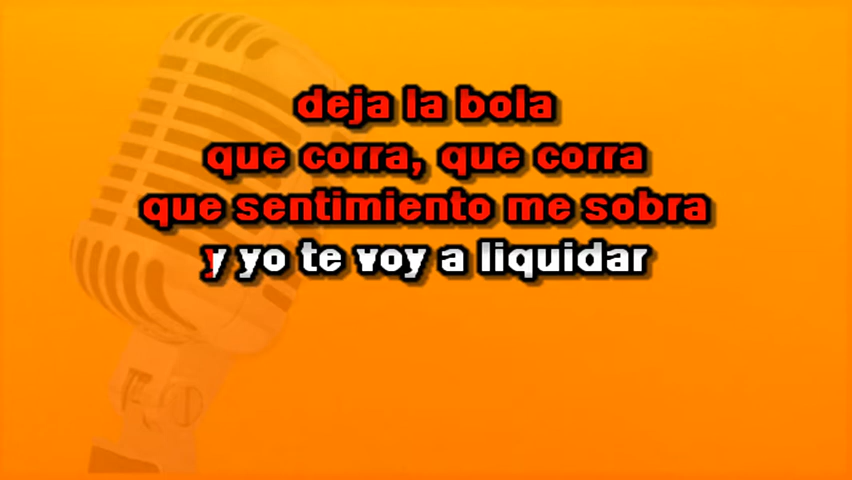 deja la bola
que corra, que corra
que sentimiento me sobra
y yo te voy a liquidar